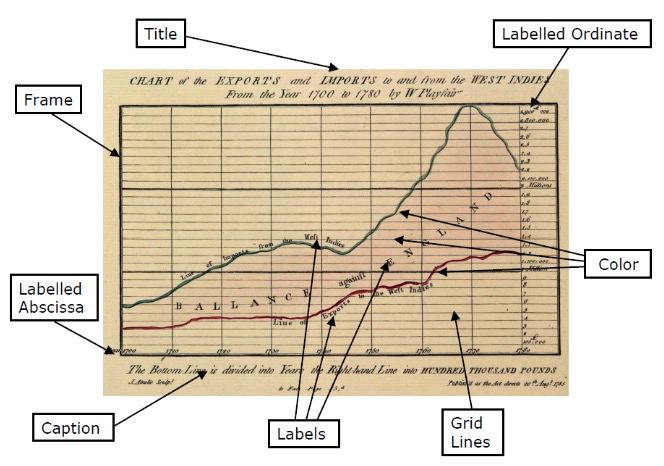 Title
Labelled Ordinate
Frame
CHART of the EXPORTS and IMPORTS to and from the WEST INDIES
From the Year 1700 to 1780 by W Playfair
Line of Imports from the West Indies
BALLANCE against ENGLAND
Line of Exports to the West Indies
Millions
Color
Labelled
Abscissa
1700 1710 1720 1730 1740 1750 1760 1770 1780
The Bottom Line is divided into Years the Right hand Line into HUNDRED THOUSAND POUNDS
J. Ainslie Sculpt.
Published as the Act directs 20th Augt. 1785
Caption
Labels
Grid
Lines